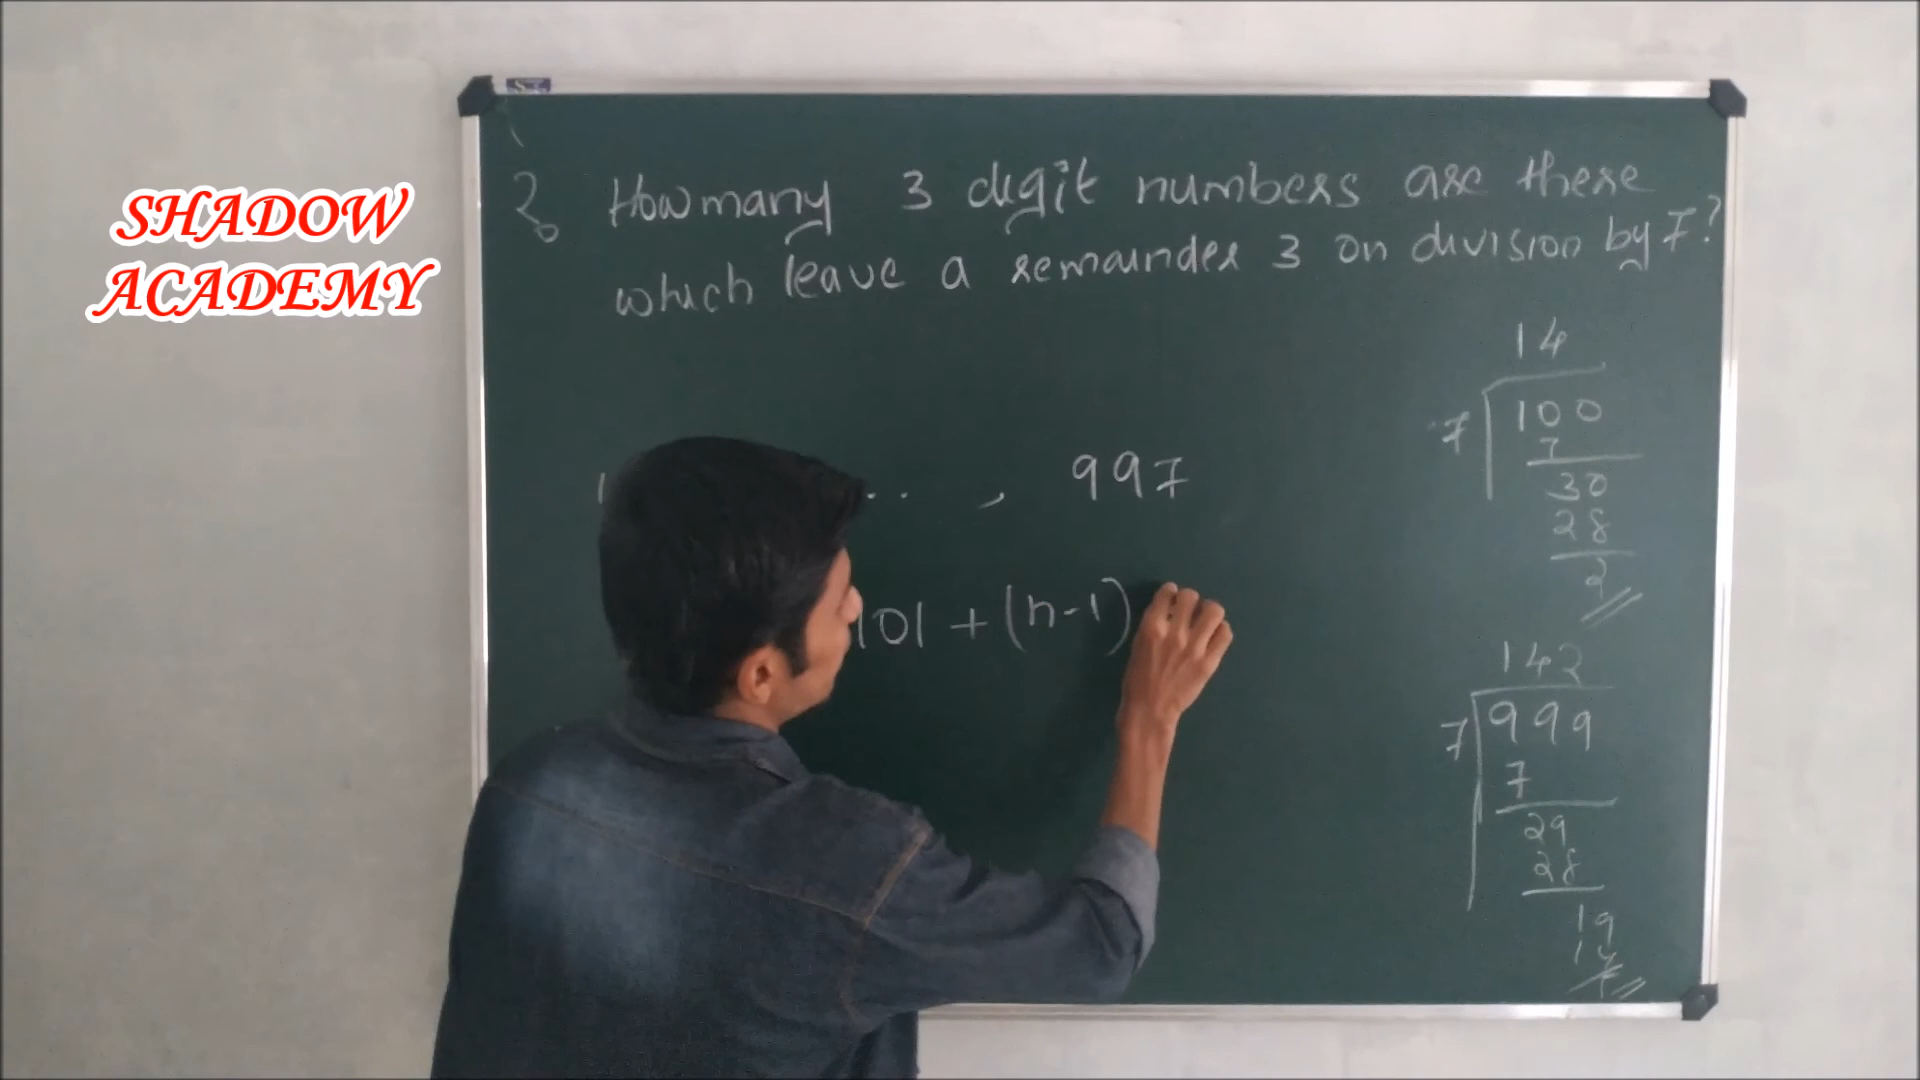 SHADOW
ACADEMY
? How many 3 digit numbers are there
which leave a remainder 3 on division by 7?
14
7 100
7
30
28
2
.. , 997
101 + (n-1)
142
7 999
7
29
28
19
14